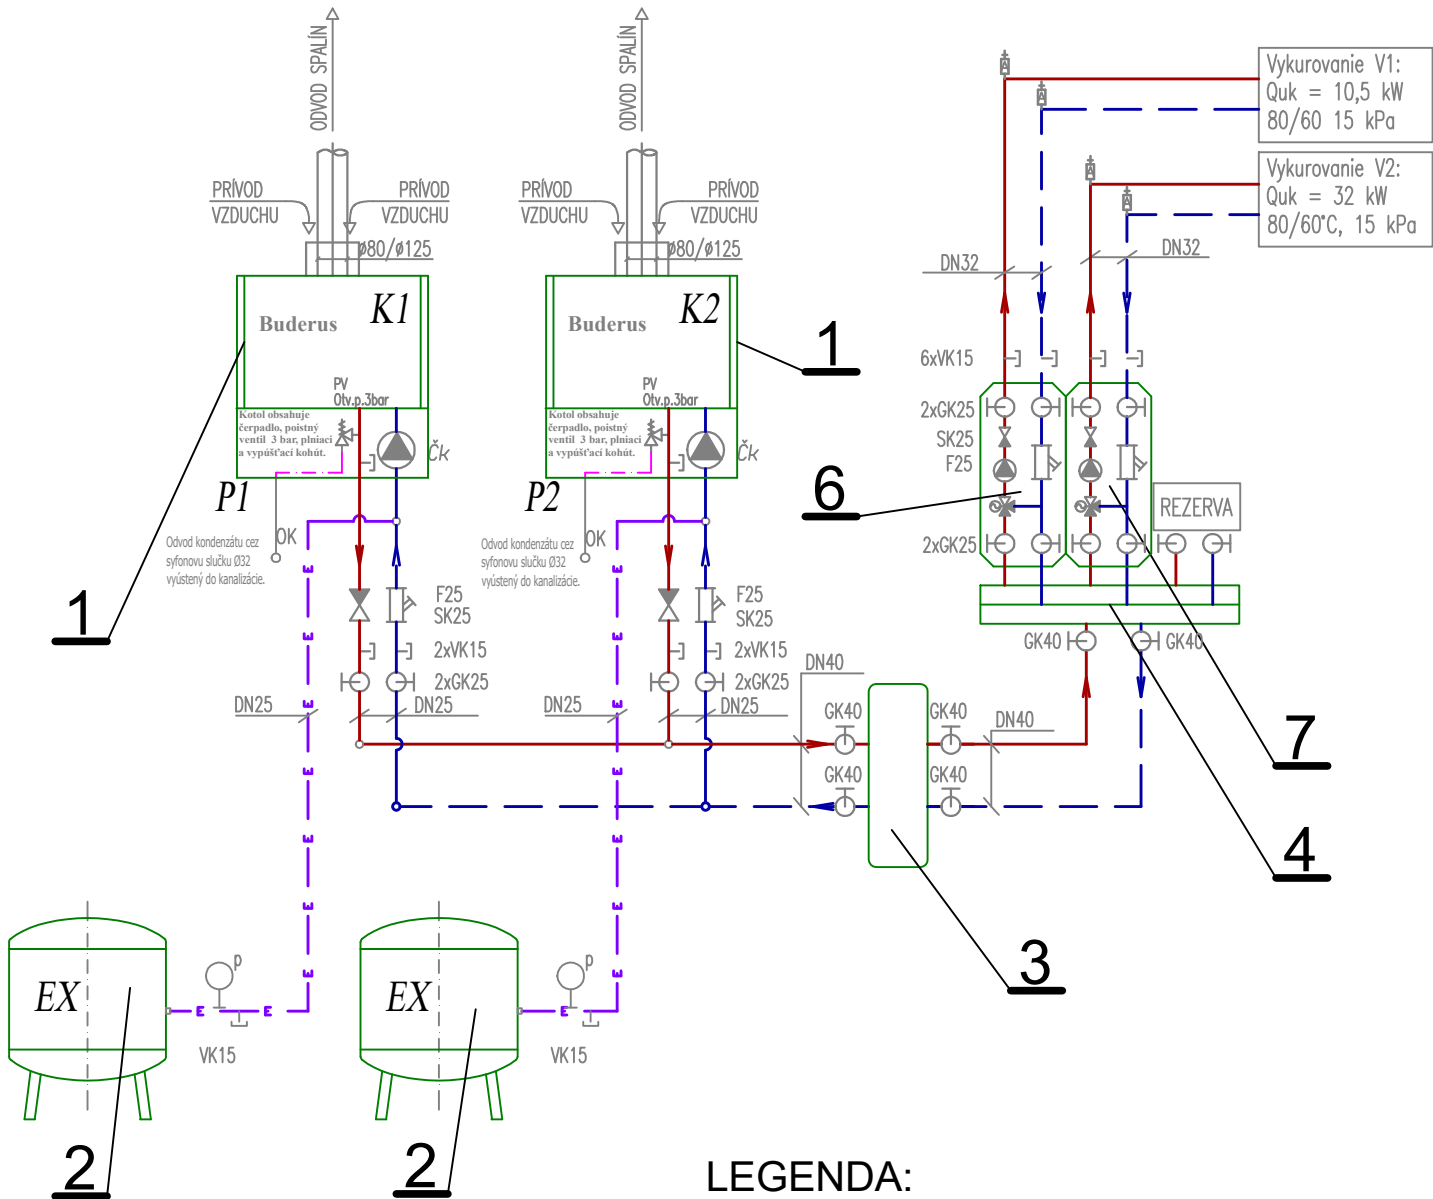 ODVOD SPALÍN
ODVOD SPALÍN
PRÍVOD
VZDUCHU
PRÍVOD
VZDUCHU
PRÍVOD
VZDUCHU
PRÍVOD
VZDUCHU
ø80/ø125
ø80/ø125
Vykurovanie V1:
Quk = 10,5 kW
80/60 15 kPa
Vykurovanie V2:
Quk = 32 kW
80/60°C, 15 kPa
DN32
DN32
K1
Buderus
K2
Buderus
1
PV
Otv.p.3bar
PV
Otv.p.3bar
Kotol obsahuje
čerpadlo, poistný
ventil 3 bar, plniaci
a vypúšťací kohút.
Kotol obsahuje
čerpadlo, poistný
ventil 3 bar, plniaci
a vypúšťací kohút.
Čk
Čk
6xVK15
2xGK25
SK25
F25
6
2xGK25
REZERVA
P1
P2
OK
OK
Odvod kondenzátu cez
syfonovu slučku Ø32
vyústený do kanalizácie.
Odvod kondenzátu cez
syfonovu slučku Ø32
vyústený do kanalizácie.
1
F25
SK25
2xVK15
2xGK25
F25
SK25
2xVK15
2xGK25
GK40
GK40
DN25
DN25
DN25
DN25
DN40
GK40
GK40
DN40
GK40
GK40
7
4
3
EX
p
VK15
EX
p
VK15
2
2
LEGENDA: